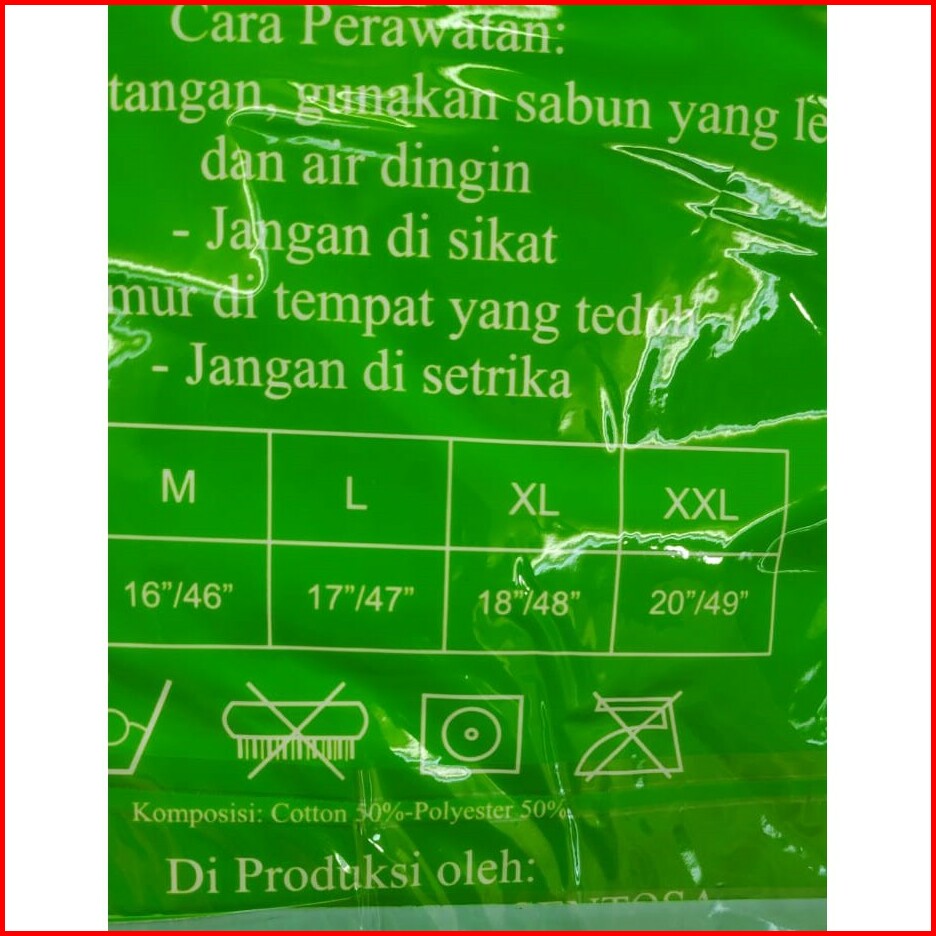 Cara Perawatan:
tangan, gunakan sabun yang le
dan air dingin
- Jangan di sikat
mur di tempat yang teduh
- Jangan di setrika
M L XL XXL
16”/46” 17”/47” 18”/48” 20”/49”
Komposisi: Cotton 50%-Polyester 50%
Di Produksi oleh: